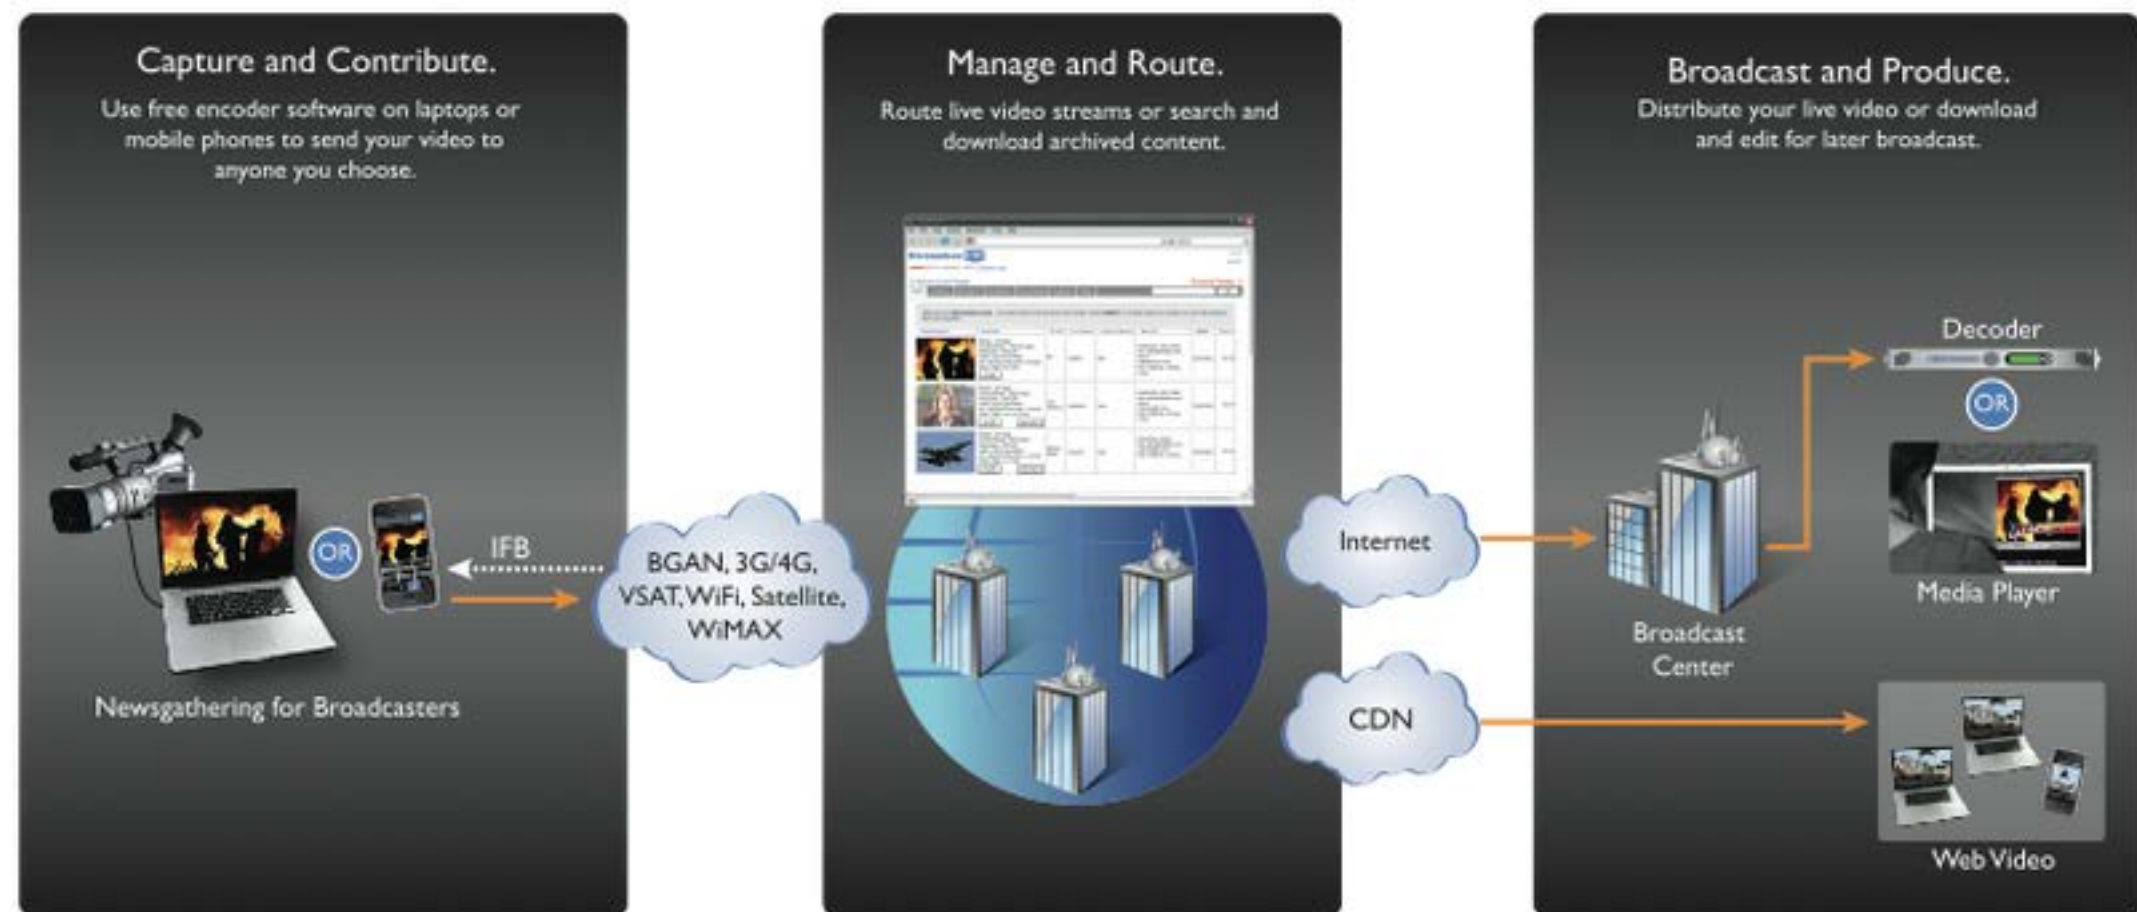 Capture and Contribute.
Use free encoder software on laptops or
mobile phones to send your video to
anyone you choose.
OR
IFB
Newsgathering for Broadcasters
BGAN, 3G/4G,
VSAT, WiFi, Satellite,
WiMAX
Manage and Route.
Route live video streams or search and
download archived content.
Internet
CDN
Broadcast and Produce.
Distribute your live video or download
and edit for later broadcast.
Decoder
OR
Media Player
Broadcast
Center
Web Video